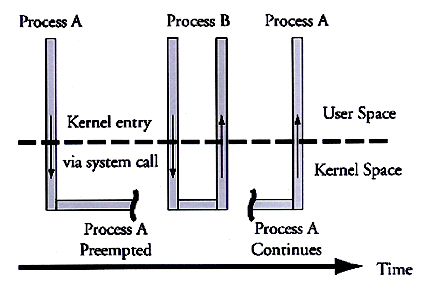 Process A
Process B
Process A
Kernel entry
via system call
User Space
Kernel Space
Process A
Preempted
Process A
Continues
Time